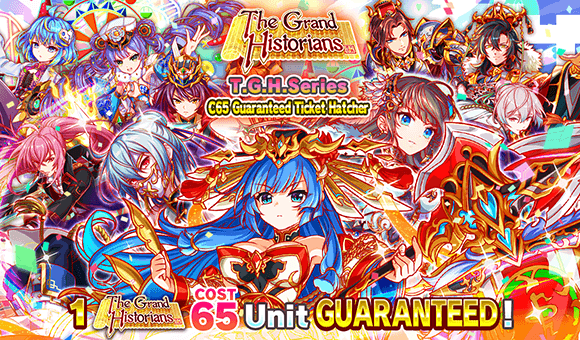 The Grand
Historians
T.G.H.Series
C65 Guaranteed Ticket Hatcher
1 The Grand Historians COST 65 Unit GUARANTEED!